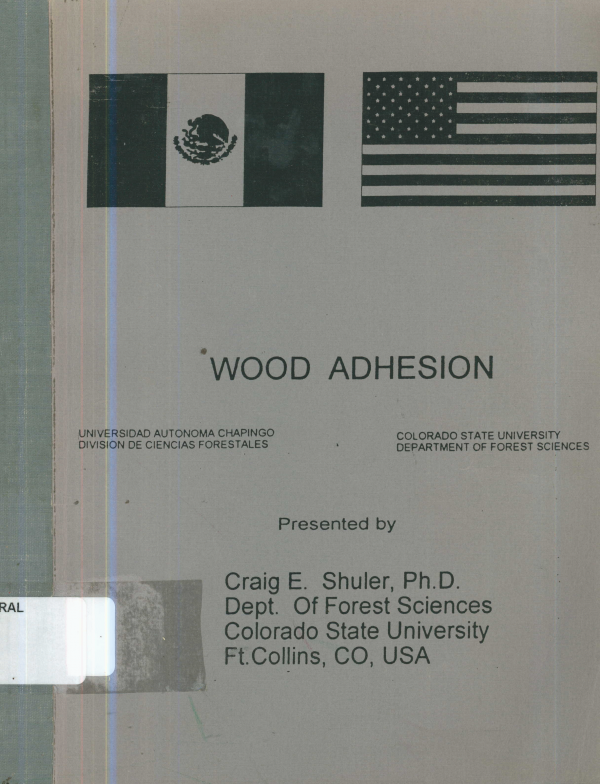 WOOD ADHESION
UNIVERSIDAD AUTONOMA CHAPINGO
DIVISION DE CIENCIAS FORESTALES
COLORADO STATE UNIVERSITY
DEPARTMENT OF FOREST SCIENCES
Presented by
Craig E. Shuler, Ph.D.
Dept. Of Forest Sciences
Colorado State University
Ft.Collins, CO, USA
RAL